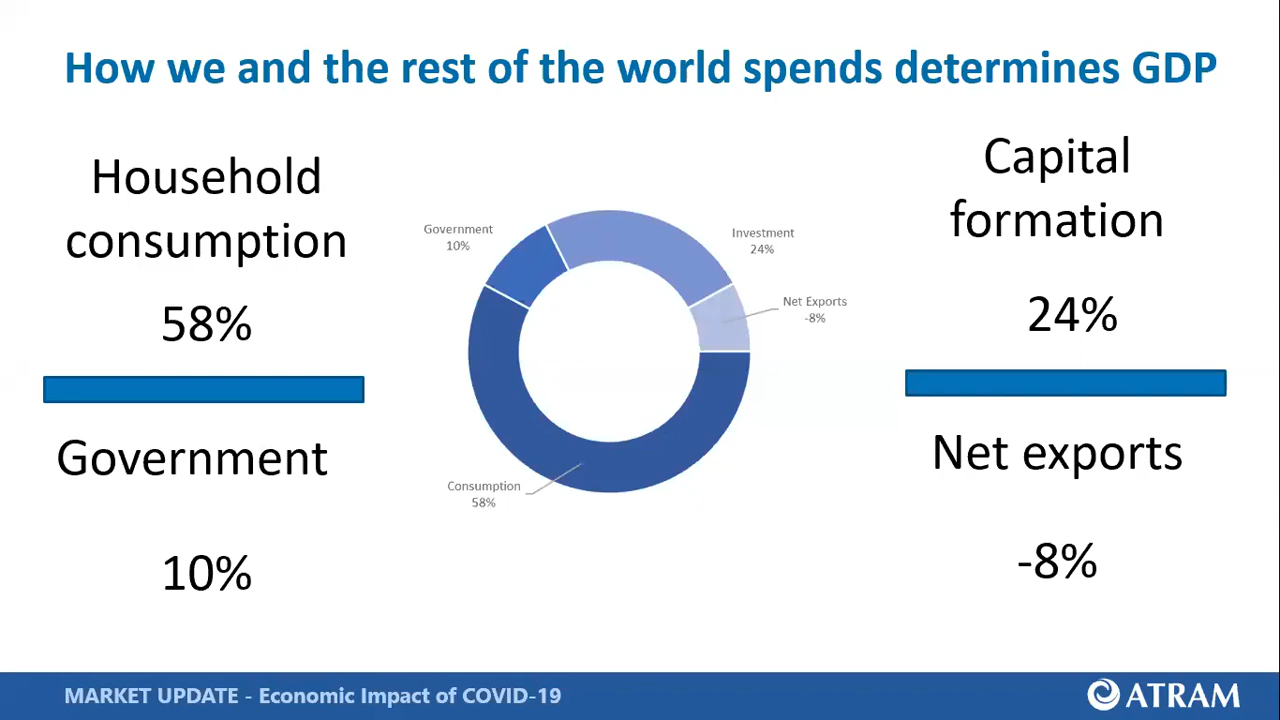 How we and the rest of the world spends determines GDP
Household
consumption
58%
Government
10%
Government
10%
Investment
24%
Net Exports
-8%
Consumption
58%
Capital
formation
24%
Net exports
-8%
MARKET UPDATE - Economic Impact of COVID-19
ATRAM